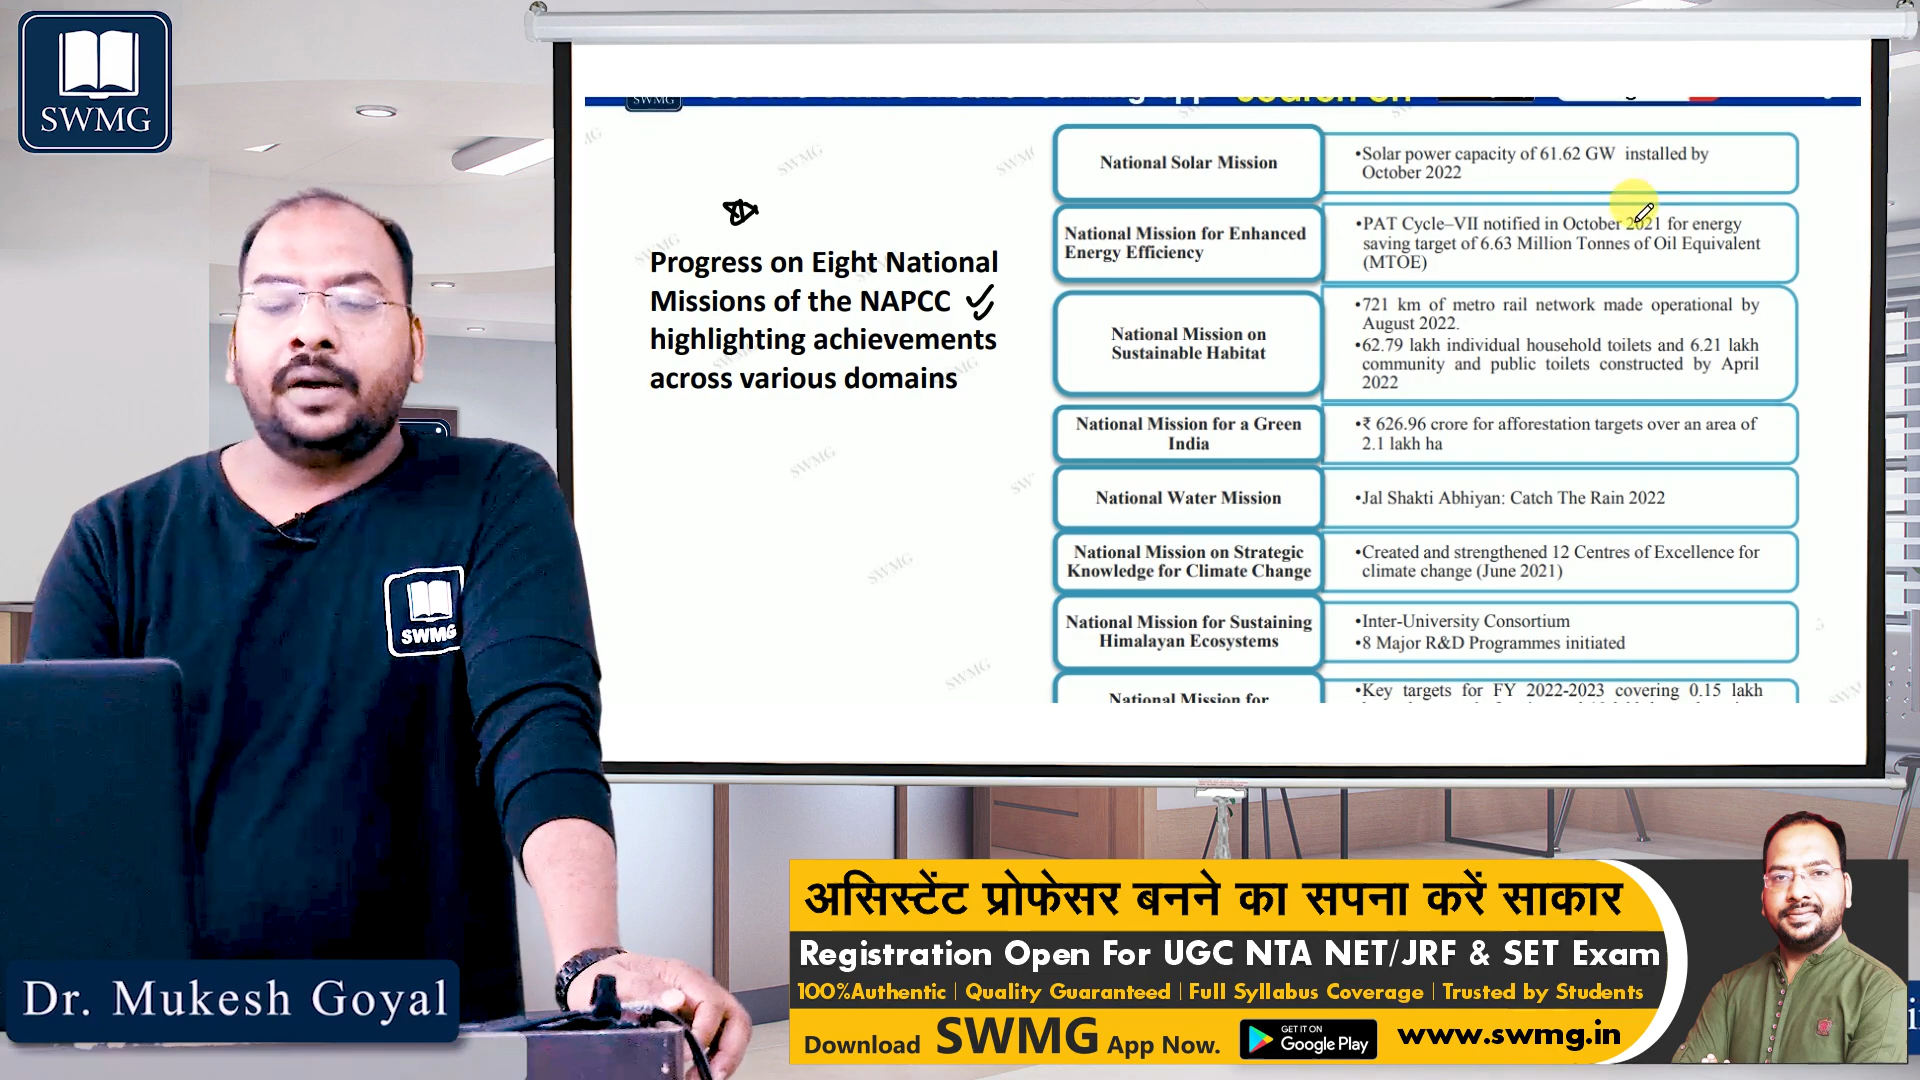 SWMG
SWMG
Progress on Eight National
Missions of the NAPCC
highlighting achievements
across various domains
National Solar Mission
•Solar power capacity of 61.62 GW installed by
October 2022
National Mission for Enhanced
Energy Efficiency
•PAT Cycle–VII notified in October 2021 for energy
saving target of 6.63 Million Tonnes of Oil Equivalent
(MTOE)
National Mission on
Sustainable Habitat
•721 km of metro rail network made operational by
August 2022.
•62.79 lakh individual household toilets and 6.21 lakh
community and public toilets constructed by April
2022
National Mission for a Green
India
•₹ 626.96 crore for afforestation targets over an area of
2.1 lakh ha
National Water Mission
•Jal Shakti Abhiyan: Catch The Rain 2022
National Mission on Strategic
Knowledge for Climate Change
•Created and strengthened 12 Centres of Excellence for
climate change (June 2021)
National Mission for Sustaining
Himalayan Ecosystems
•Inter-University Consortium
•8 Major R&D Programmes initiated
National Mission for
•Key targets for FY 2022-2023 covering 0.15 lakh
SWMG
SWMG
SWMG
SWMG
SWMG
SWMG
Dr. Mukesh Goyal
असिस्टेंट प्रोफेसर बनने का सपना करें साकार
Registration Open For UGC NTA NET/JRF & SET Exam
100%Authentic | Quality Guaranteed | Full Syllabus Coverage | Trusted by Students
Download SWMG App Now.
GET IT ON
Google Play
www.swmg.in